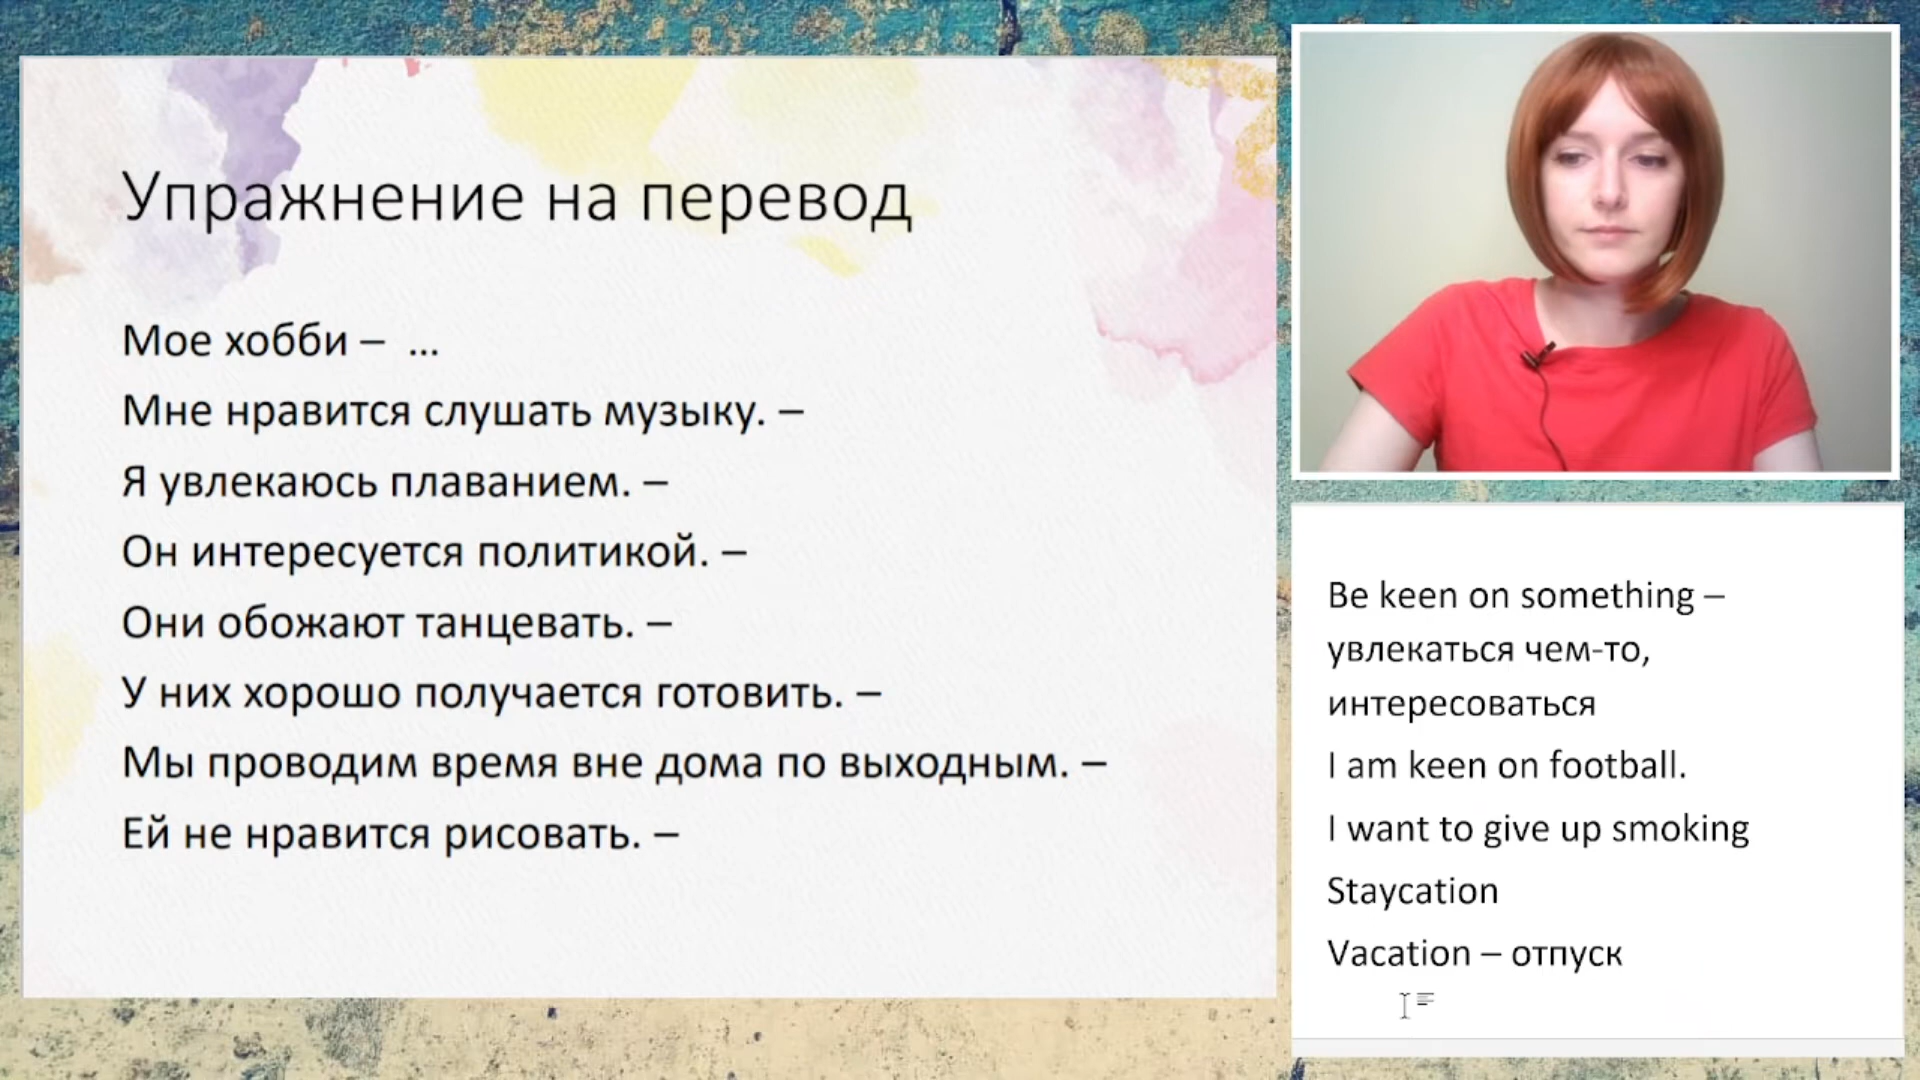 Упражнение на перевод
Мое хобби – ...
Мне нравится слушать музыку. –
Я увлекаюсь плаванием. –
Он интересуется политикой. –
Они обожают танцевать. –
У них хорошо получается готовить. –
Мы проводим время вне дома по выходным. –
Ей не нравится рисовать. –
Be keen on something –
увлекаться чем-то,
интересоваться
I am keen on football.
I want to give up smoking
Staycation
Vacation – отпуск